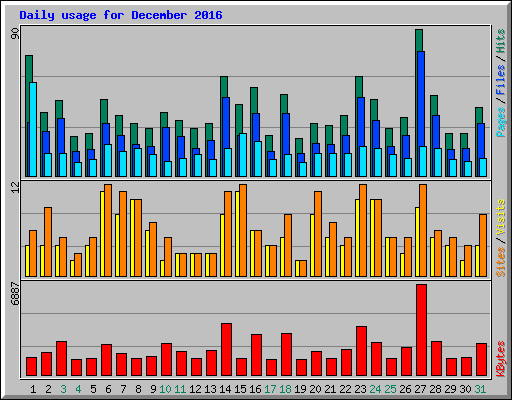 Daily usage for December 2016
90
Pages / Files / Hits
12
Sites / Visits
6887
KBytes
1 2 3 4 5 6 7 8 9 10 11 12 13 14 15 16 17 18 19 20 21 22 23 24 25 26 27 28 29 30 31